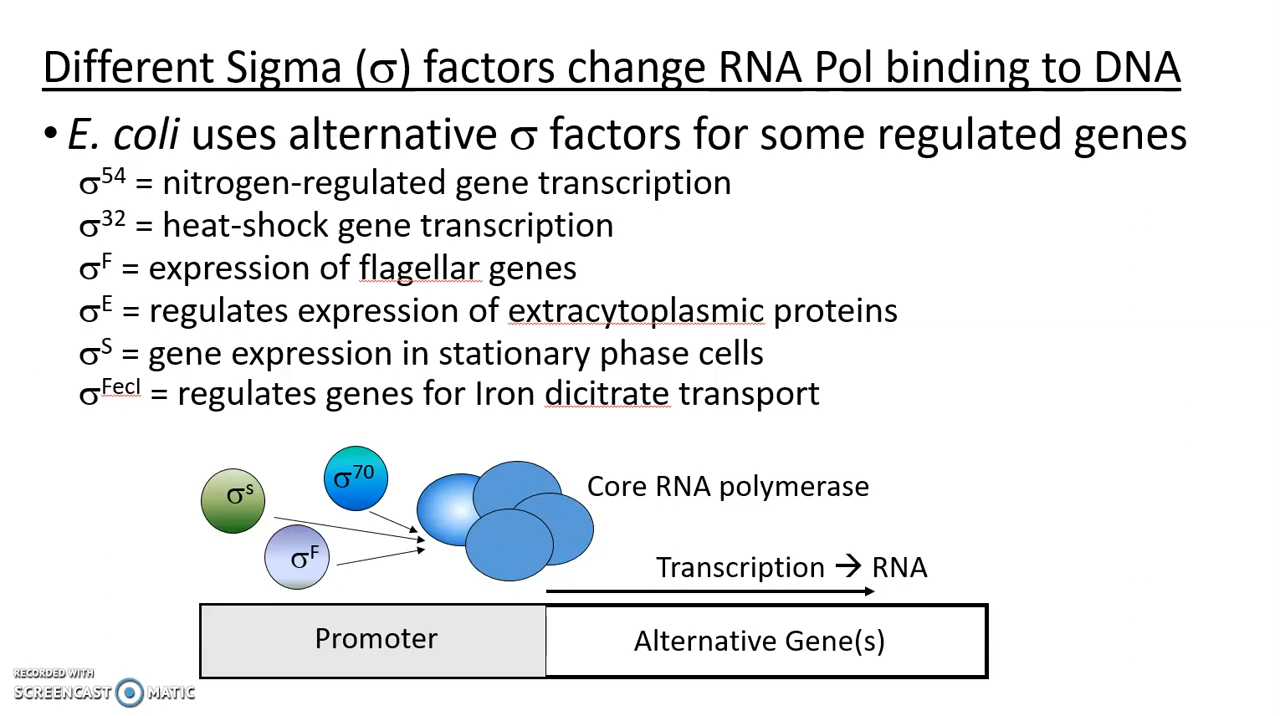 Different Sigma (σ) factors change RNA Pol binding to DNA
• E. coli uses alternative σ factors for some regulated genes
σ⁵⁴ = nitrogen-regulated gene transcription
σ³² = heat-shock gene transcription
σF = expression of flagellar genes
σE = regulates expression of extracytoplasmic proteins
σS = gene expression in stationary phase cells
σFecI = regulates genes for Iron dicitrate transport
σ⁷⁰
σs
Core RNA polymerase
σF
Transcription → RNA
Promoter
Alternative Gene(s)
RECORDED WITH
SCREENCAST MATIC